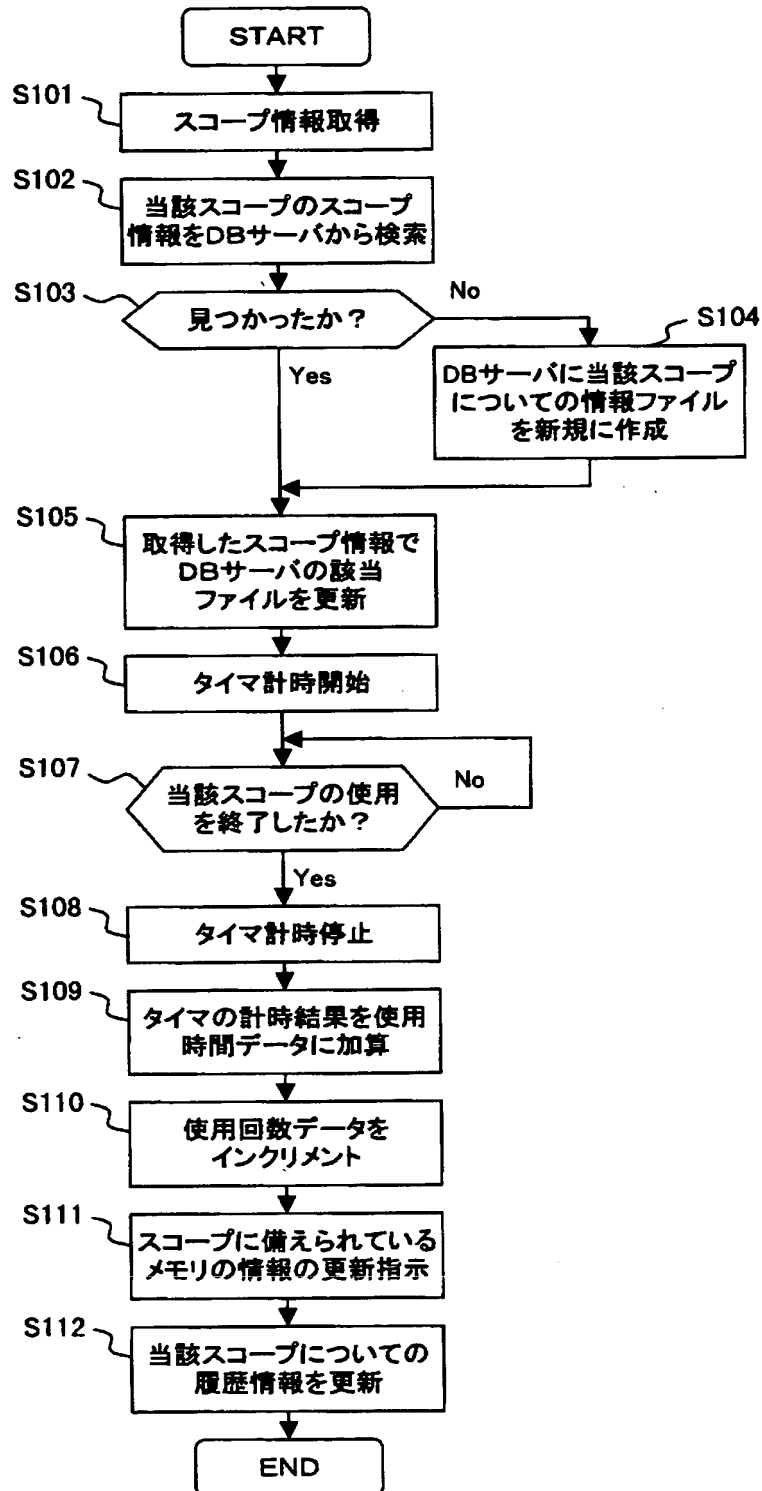 START
S101
スコープ情報取得
S102
当該スコープのスコープ
情報をDBサーバから検索
S103
見つかったか？
No
Yes
S104
DBサーバに当該スコープ
についての情報ファイル
を新規に作成
S105
取得したスコープ情報で
DBサーバの該当
ファイルを更新
S106
タイマ計時開始
S107
当該スコープの使用
を終了したか？
No
Yes
S108
タイマ計時停止
S109
タイマの計時結果を使用
時間データに加算
S110
使用回数データを
インクリメント
S111
スコープに備えられている
メモリの情報の更新指示
S112
当該スコープについての
履歴情報を更新
END